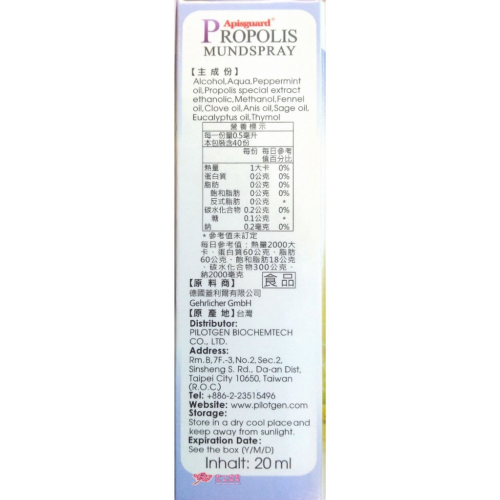 Apisguard®
PROPOLIS
MUNDSPRAY
【主成份】
Alcohol,Aqua,Peppermint
oil,Propolis special extract
ethanolic,Methanol,Fennel
oil,Clove oil,Anis oil,Sage oil,
Eucalyptus oil,Thymol
營養標示
每一份量0.5毫升
本包裝含40份
每份 每日參考值百分比
熱量 1大卡 0%
蛋白質 0公克 0%
脂肪 0公克 0%
飽和脂肪 0公克 0%
反式脂肪 0公克 *
碳水化合物 0.2公克 0%
糖 0.1公克 *
鈉 0.2毫克 0%
*參考值未訂定
每日參考值：熱量2000大
卡、蛋白質60公克、脂肪
60公克、飽和脂肪18公克
、碳水化合物300公克、
鈉2000毫克
【原料商】 食品
德國蓋利爾有限公司
Gehrlicher GmbH
【原產地】台灣
Distributor:
PILOTGEN BIOCHEMTECH
CO., LTD.
Address:
Rm.B,7F.-3,No.2,Sec.2,
Sinsheng S. Rd., Da-an Dist,
Taipei City 10650, Taiwan
(R.O.C.)
Tel: +886-2-23515496
Website: www.pilotgen.com
Storage:
Store in a dry cool place and
keep away from sunlight.
Expiration Date:
See the box (Y/M/D)
Inhalt: 20 ml